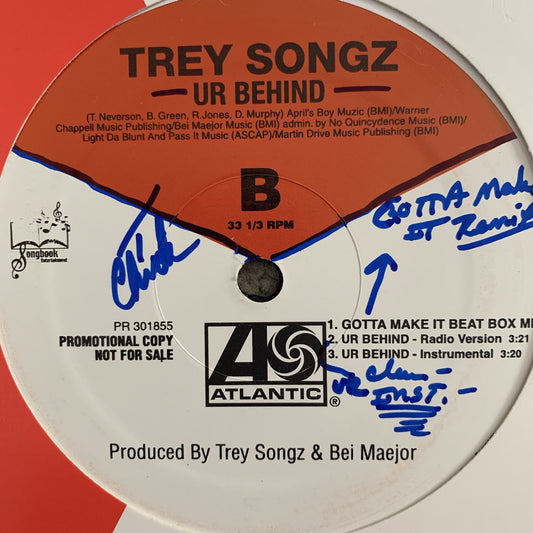 TREY SONGZ
UR BEHIND
(T. Neverson, B. Green, R.Jones, D. Murphy) April's Boy Muzic (BMI)/Warner
Chappell Music Publishing/Bei Maejor Music (BMI) admin. by No Quincydence Music (BMI)/
Light Da Blunt And Pass It Music (ASCAP)/Martin Drive Music Publishing (BMI)
B
33 1/3 RPM
GOTTA Make
IT Remix
Songbook
Entertainment
PR 301855
PROMOTIONAL COPY
NOT FOR SALE
1. GOTTA MAKE IT BEAT BOX MI
2. UR BEHIND - Radio Version 3:21
3. UR BEHIND - Instrumental 3:20
clean -
INST. -
ATLANTIC ®
Produced By Trey Songz & Bei Maejor